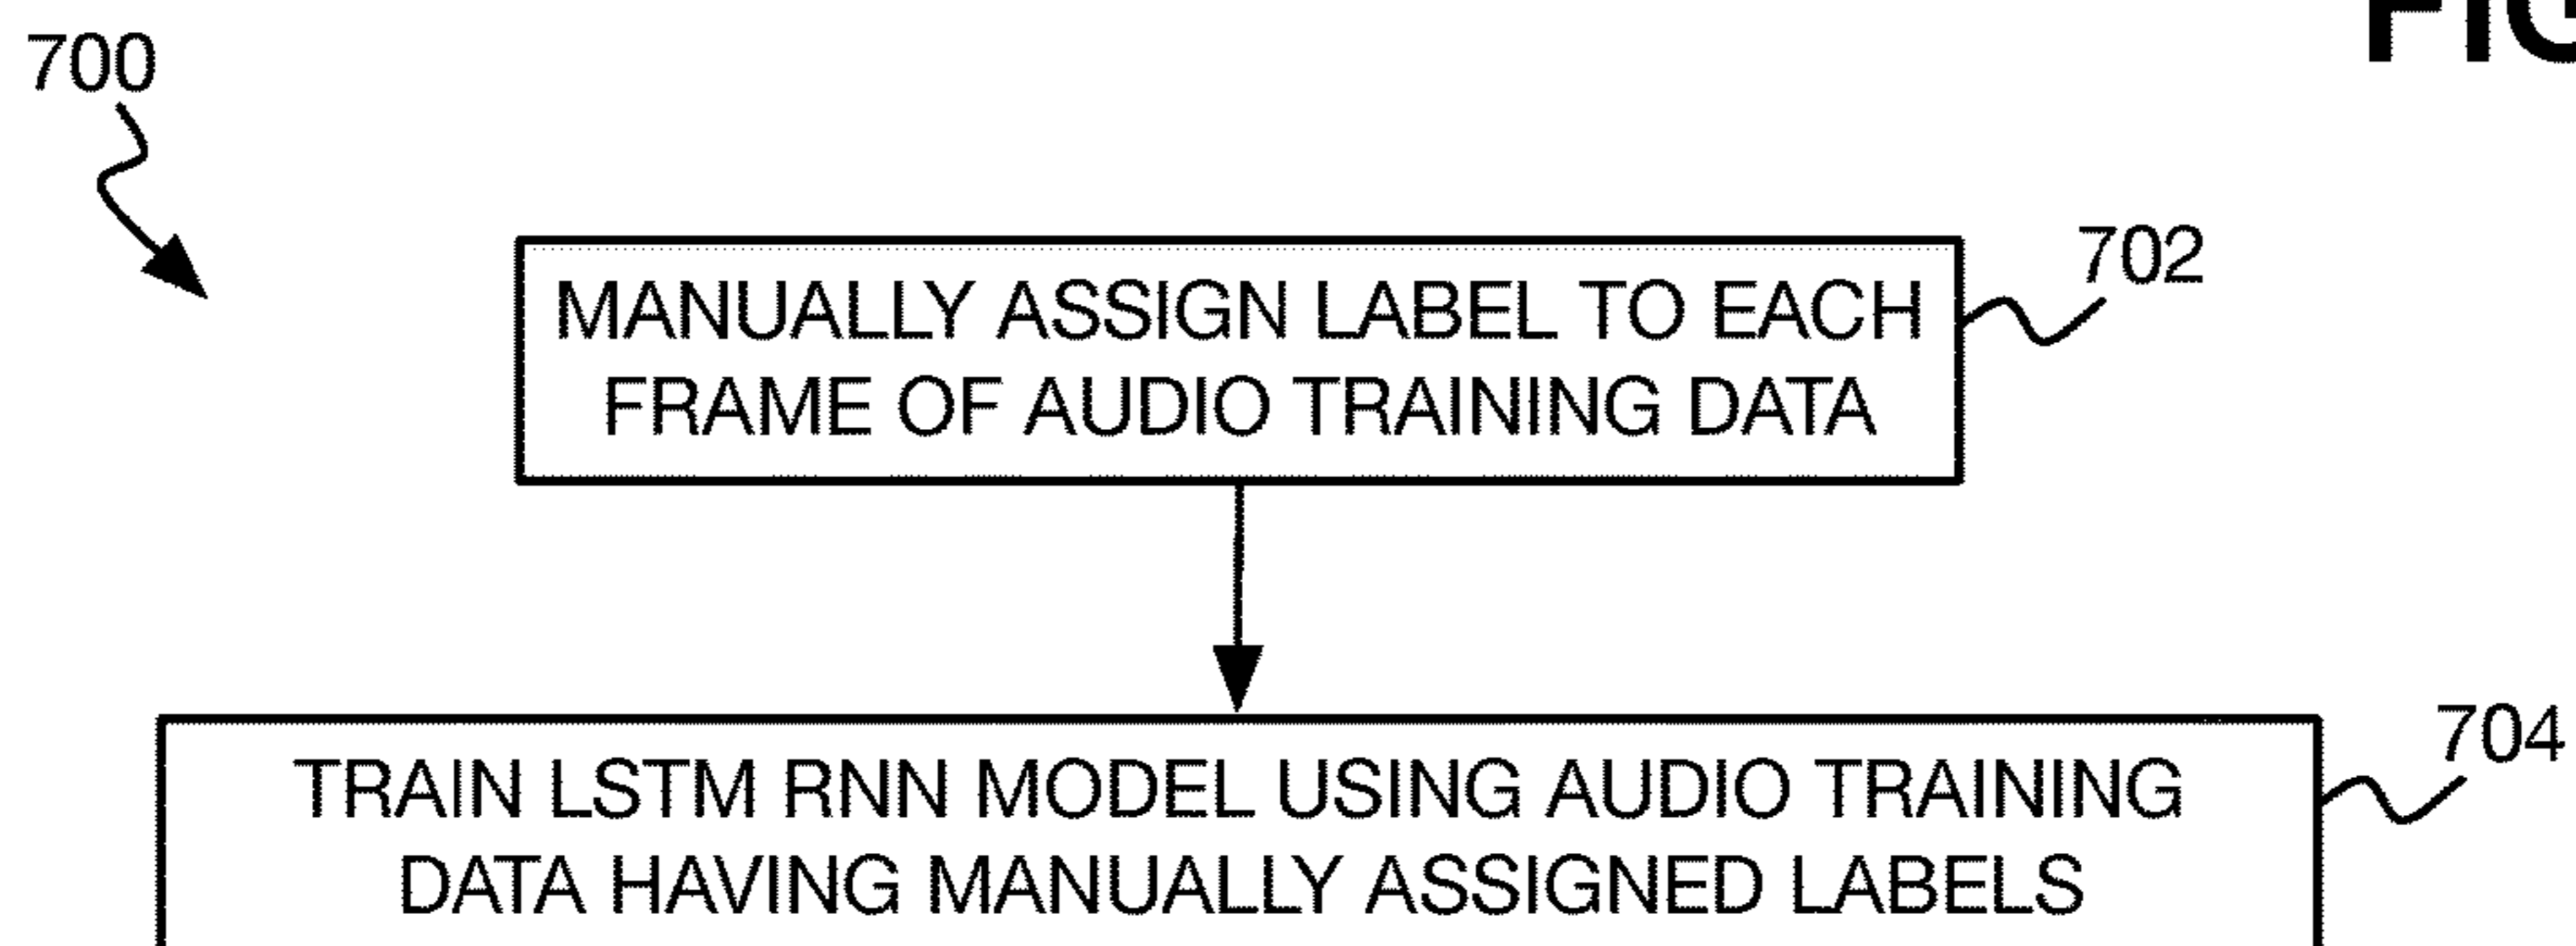 700
FIG
702
MANUALLY ASSIGN LABEL TO EACH
FRAME OF AUDIO TRAINING DATA
704
TRAIN LSTM RNN MODEL USING AUDIO TRAINING
DATA HAVING MANUALLY ASSIGNED LABELS